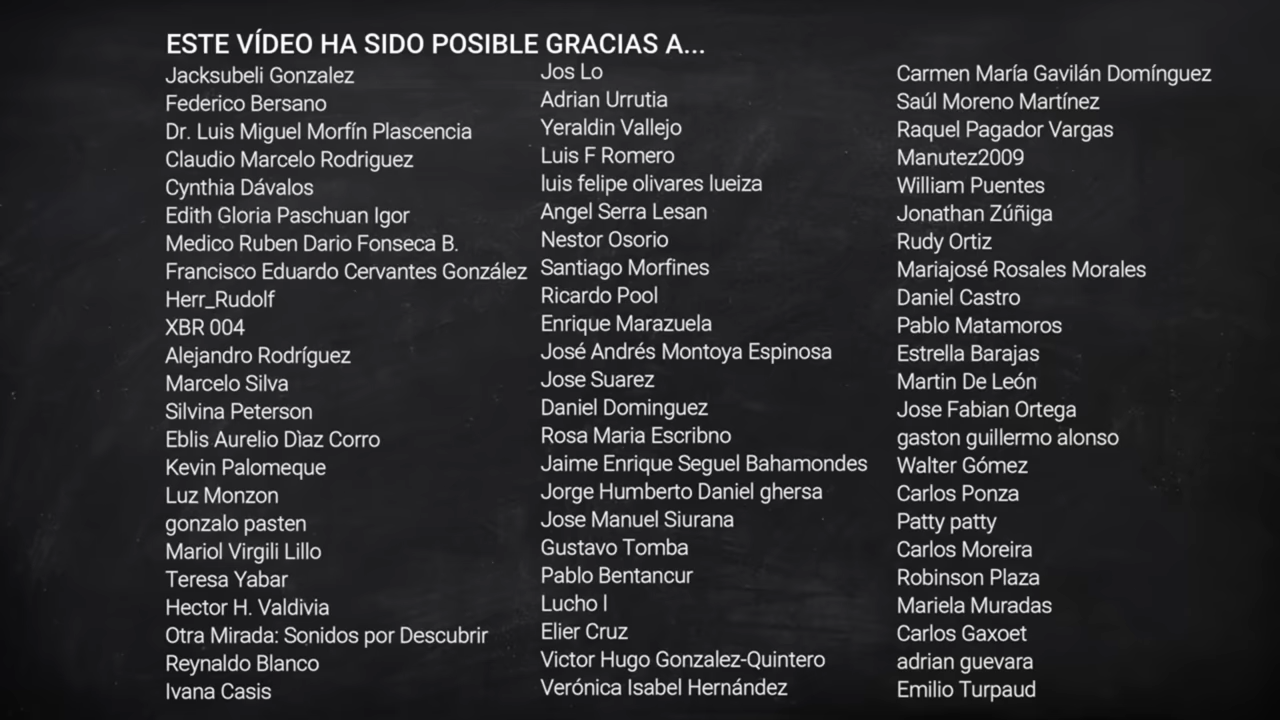 ESTE VÍDEO HA SIDO POSIBLE GRACIAS A...
Jacksubeli Gonzalez
Federico Bersano
Dr. Luis Miguel Morfín Plascencia
Claudio Marcelo Rodriguez
Cynthia Dávalos
Edith Gloria Paschuan Igor
Medico Ruben Dario Fonseca B.
Francisco Eduardo Cervantes González
Herr_Rudolf
XBR 004
Alejandro Rodríguez
Marcelo Silva
Silvina Peterson
Eblis Aurelio Dìaz Corro
Kevin Palomeque
Luz Monzon
gonzalo pasten
Mariol Virgili Lillo
Teresa Yabar
Hector H. Valdivia
Otra Mirada: Sonidos por Descubrir
Reynaldo Blanco
Ivana Casis
Jos Lo
Adrian Urrutia
Yeraldin Vallejo
Luis F Romero
luis felipe olivares lueiza
Angel Serra Lesan
Nestor Osorio
Santiago Morfines
Ricardo Pool
Enrique Marazuela
José Andrés Montoya Espinosa
Jose Suarez
Daniel Dominguez
Rosa Maria Escribno
Jaime Enrique Seguel Bahamondes
Jorge Humberto Daniel ghersa
Jose Manuel Siurana
Gustavo Tomba
Pablo Bentancur
Lucho l
Elier Cruz
Victor Hugo Gonzalez-Quintero
Verónica Isabel Hernández
Carmen María Gavilán Domínguez
Saúl Moreno Martínez
Raquel Pagador Vargas
Manutez2009
William Puentes
Jonathan Zúñiga
Rudy Ortiz
Mariajosé Rosales Morales
Daniel Castro
Pablo Matamoros
Estrella Barajas
Martin De León
Jose Fabian Ortega
gaston guillermo alonso
Walter Gómez
Carlos Ponza
Patty patty
Carlos Moreira
Robinson Plaza
Mariela Muradas
Carlos Gaxoet
adrian guevara
Emilio Turpaud